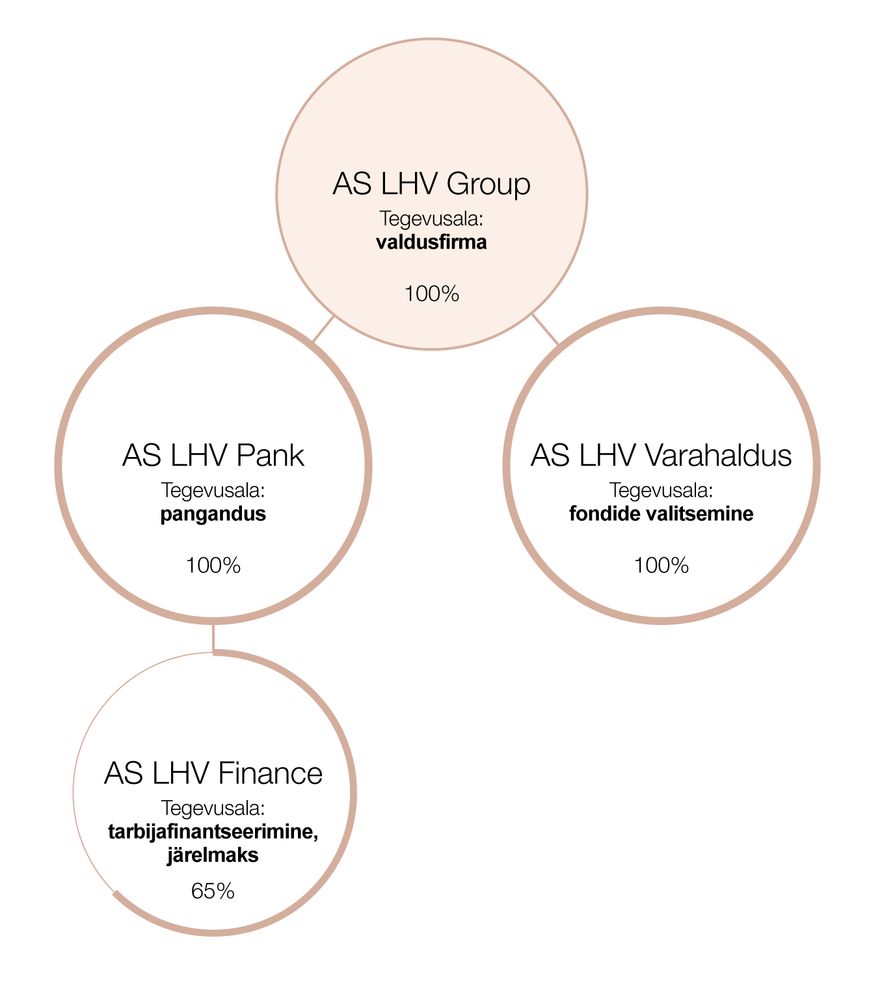 AS LHV Group
Tegevusala:
valdusfirma
100%
AS LHV Pank
Tegevusala:
pangandus
100%
AS LHV Varahaldus
Tegevusala:
fondide valitsemine
100%
AS LHV Finance
Tegevusala:
tarbijafinantseerimine,
järelmaks
65%